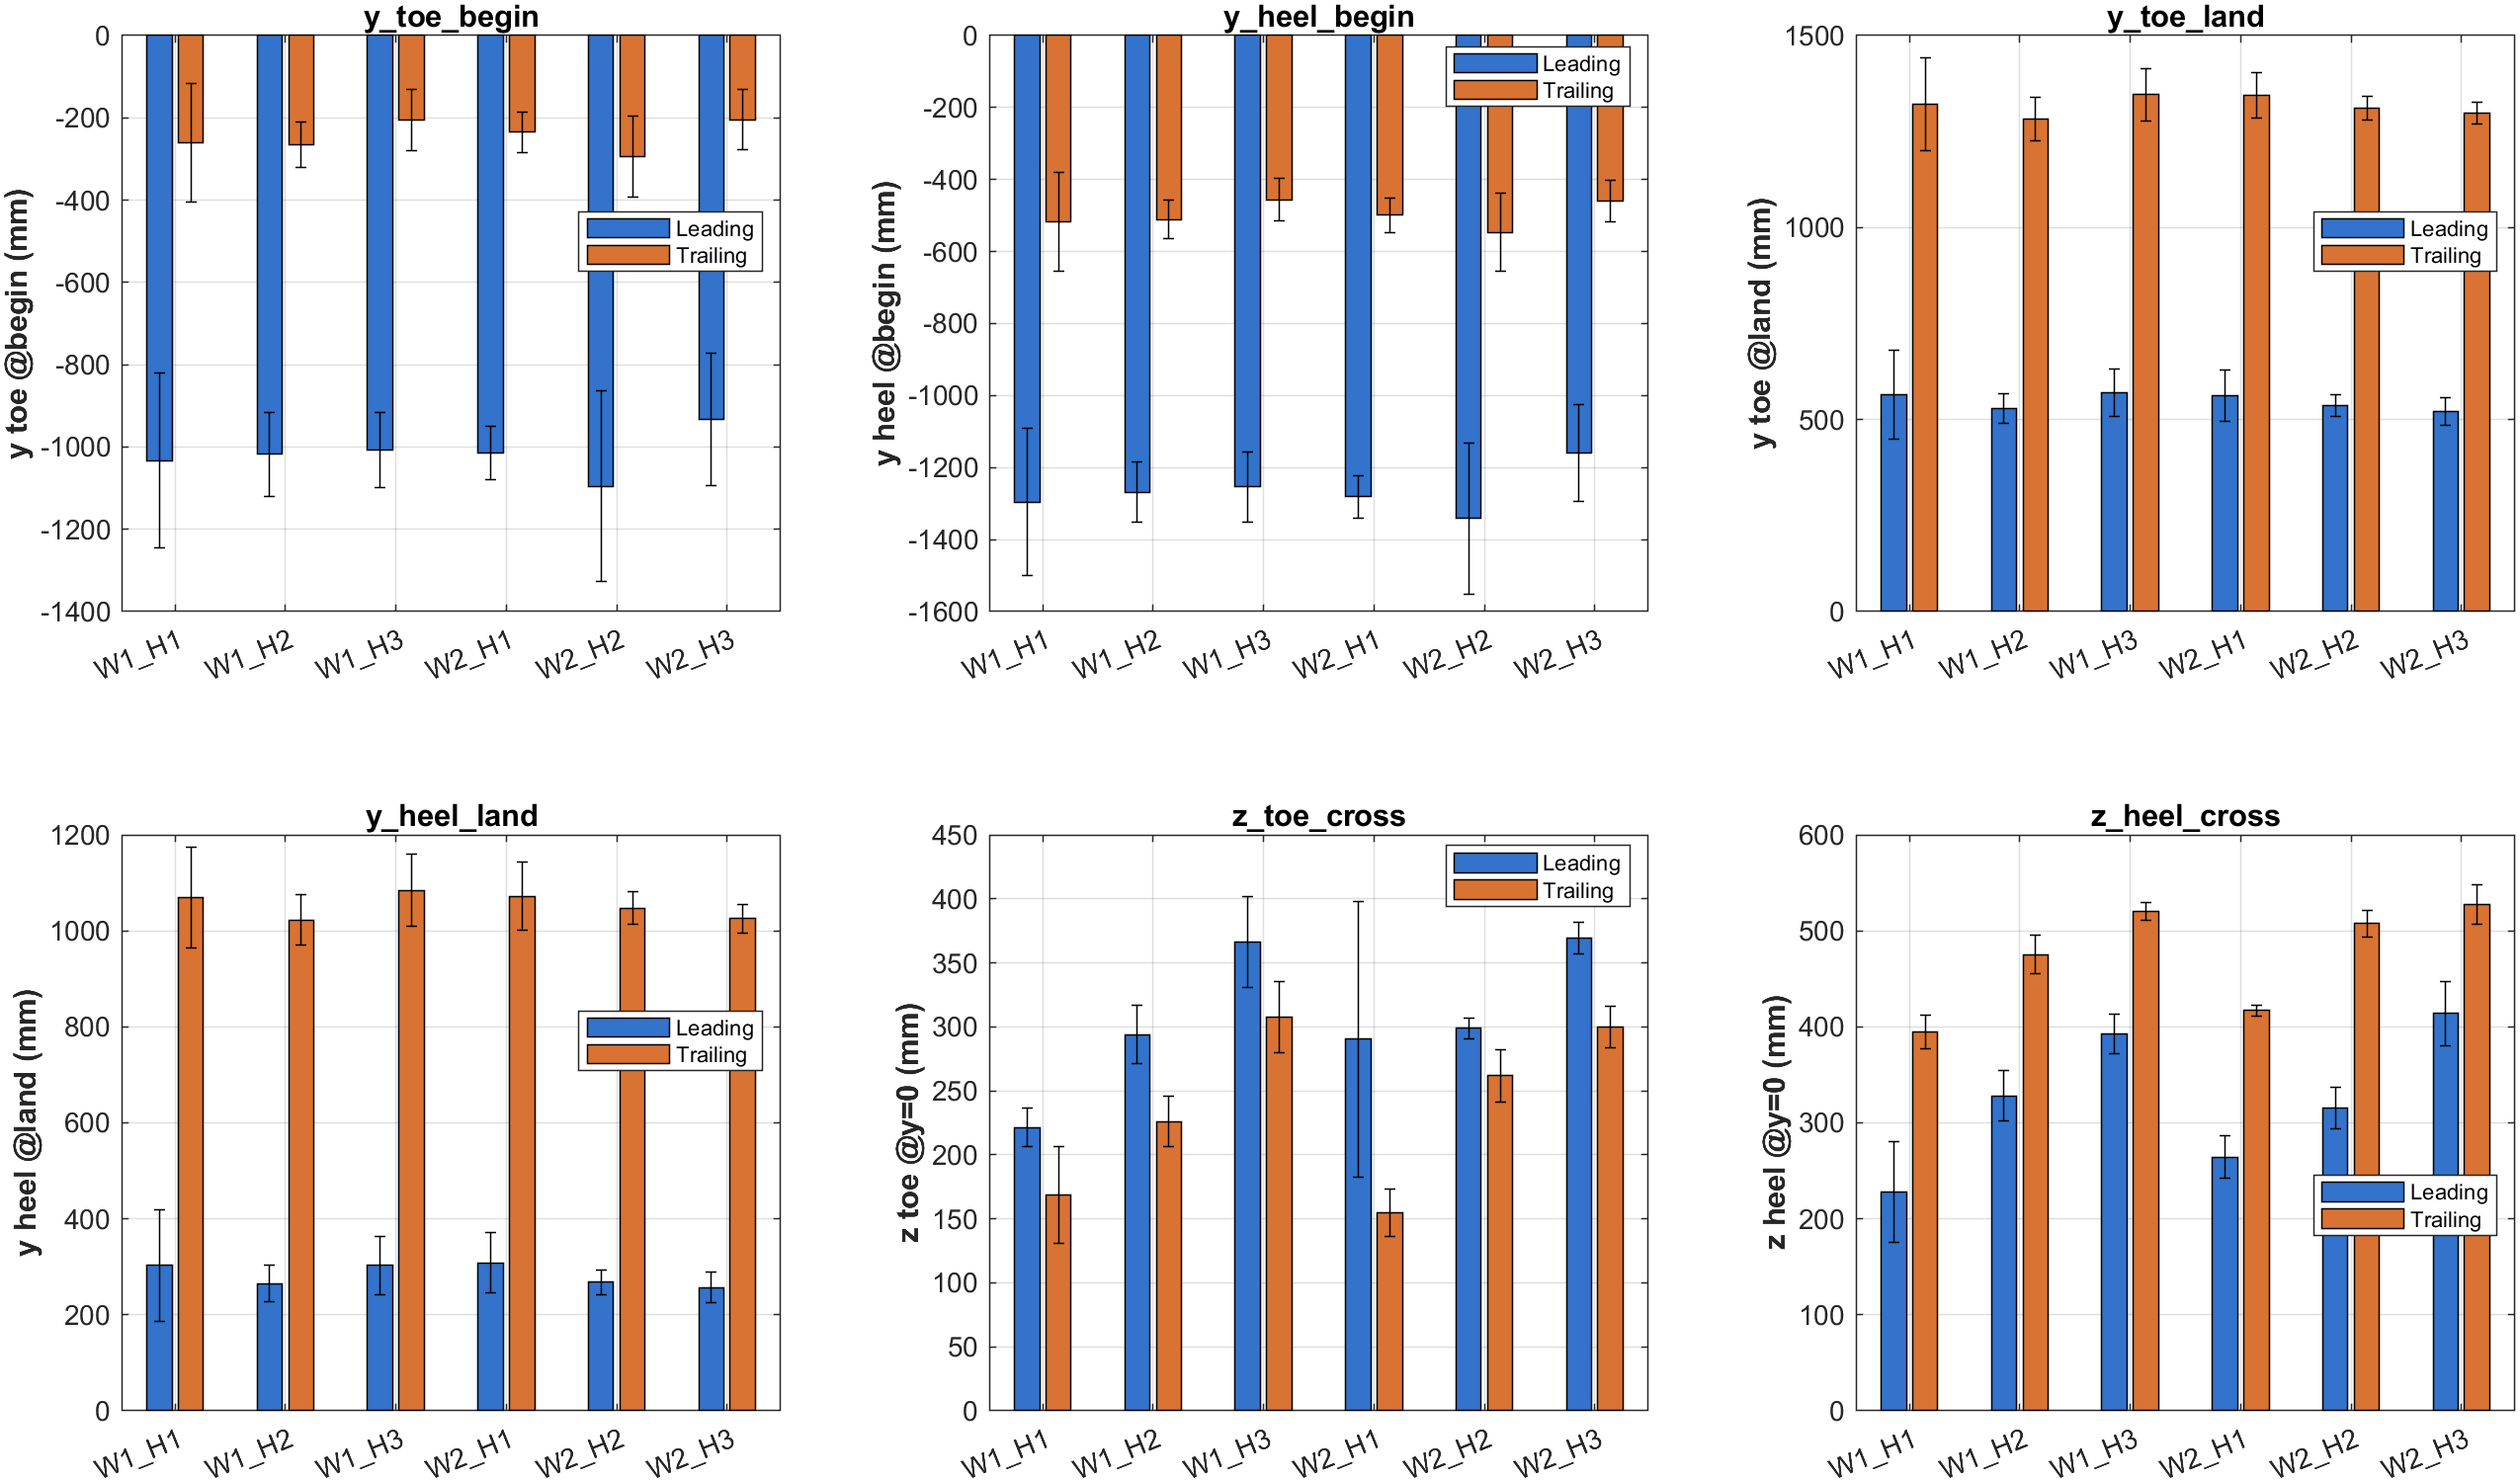 y_toe_begin
y toe @begin (mm)
0
-200
-400
-600
-800
-1000
-1200
-1400
Leading
Trailing
W1_H1
W1_H2
W1_H3
W2_H1
W2_H2
W2_H3
y_heel_begin
y heel @begin (mm)
0
-200
-400
-600
-800
-1000
-1200
-1400
-1600
Leading
Trailing
W1_H1
W1_H2
W1_H3
W2_H1
W2_H2
W2_H3
y_toe_land
y toe @land (mm)
1500
1000
500
0
Leading
Trailing
W1_H1
W1_H2
W1_H3
W2_H1
W2_H2
W2_H3
y_heel_land
y heel @land (mm)
1200
1000
800
600
400
200
0
Leading
Trailing
W1_H1
W1_H2
W1_H3
W2_H1
W2_H2
W2_H3
z_toe_cross
z toe @y=0 (mm)
450
400
350
300
250
200
150
100
50
0
Leading
Trailing
W1_H1
W1_H2
W1_H3
W2_H1
W2_H2
W2_H3
z_heel_cross
z heel @y=0 (mm)
600
500
400
300
200
100
0
Leading
Trailing
W1_H1
W1_H2
W1_H3
W2_H1
W2_H2
W2_H3